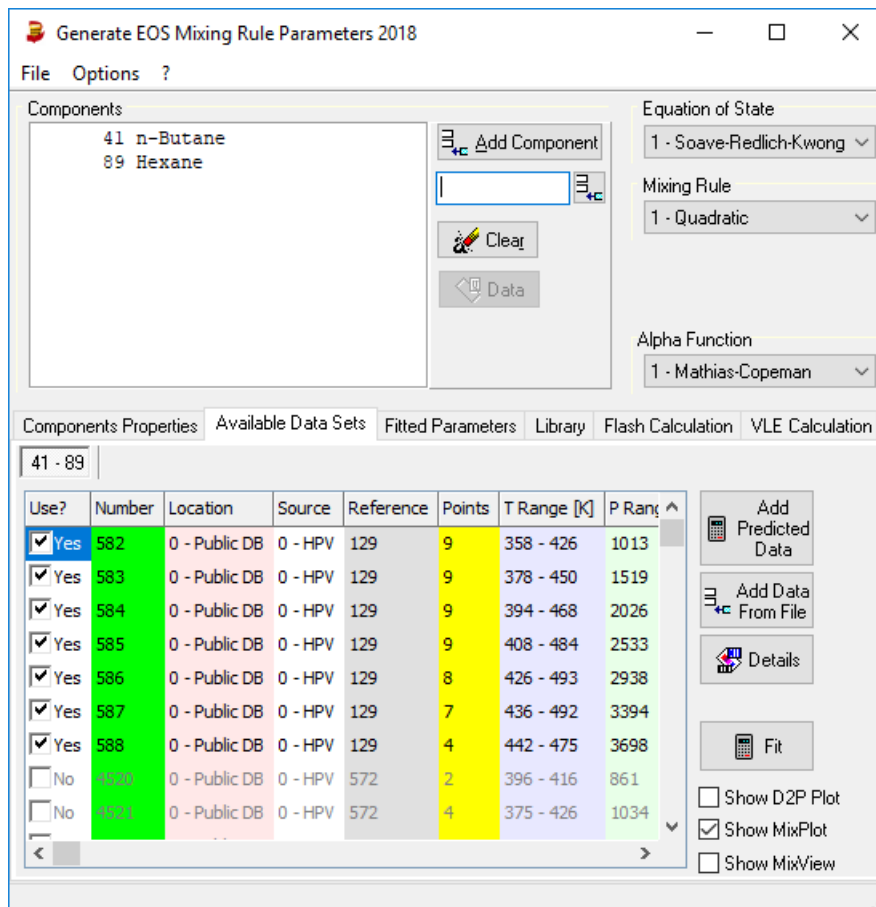 Generate EOS Mixing Rule Parameters 2018
File Options ?
Components
41 n-Butane
89 Hexane
Add Component
Clear
Data
Equation of State
1 - Soave-Redlich-Kwong
Mixing Rule
1 - Quadratic
Alpha Function
1 - Mathias-Copeman
Components Properties Available Data Sets Fitted Parameters Library Flash Calculation VLE Calculation
41 - 89
Use? Number Location Source Reference Points T Range [K] P Rang
Yes 582 0 - Public DB 0 - HPV 129 9 358 - 426 1013
Yes 583 0 - Public DB 0 - HPV 129 9 378 - 450 1519
Yes 584 0 - Public DB 0 - HPV 129 9 394 - 468 2026
Yes 585 0 - Public DB 0 - HPV 129 9 408 - 484 2533
Yes 586 0 - Public DB 0 - HPV 129 8 426 - 493 2938
Yes 587 0 - Public DB 0 - HPV 129 7 436 - 492 3394
Yes 588 0 - Public DB 0 - HPV 129 4 442 - 475 3698
No 4520 0 - Public DB 0 - HPV 572 2 396 - 416 861
No 4521 0 - Public DB 0 - HPV 572 4 375 - 426 1034
Add
Predicted
Data
Add Data
From File
Details
Fit
Show D2P Plot
Show MixPlot
Show MixView